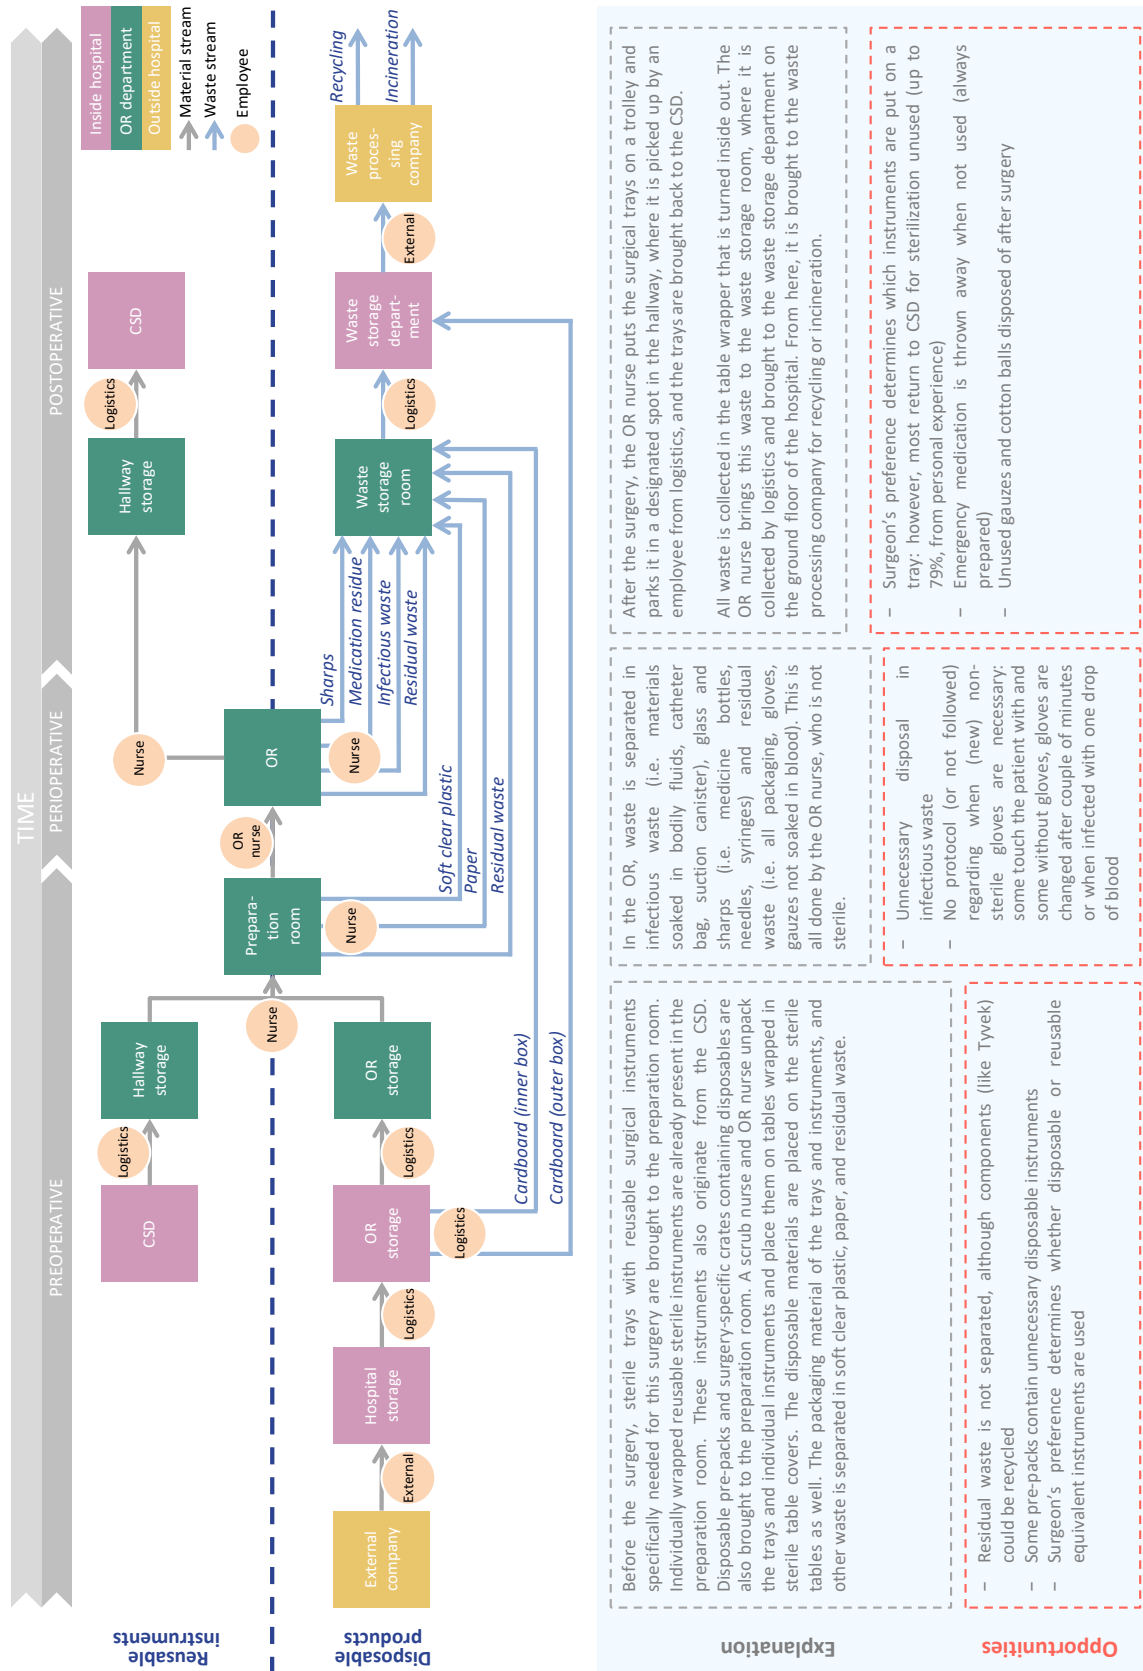 TIME
PREOPERATIVE
PERIOPERATIVE
POSTOPERATIVE
Inside hospital
OR department
Outside hospital
Material stream
Waste stream
Employee
Reusable
instruments
CSD
Logistics
Hallway
storage
Nurse
Nurse
Hallway
storage
Logistics
CSD
Disposable
products
External
company
External
Hospital
storage
Logistics
OR
storage
Logistics
Logistics
OR
storage
Prepara-
tion
room
Nurse
OR
nurse
OR
Nurse
Sharps
Medication residue
Infectious waste
Residual waste
Soft clear plastic
Paper
Residual waste
Cardboard (inner box)
Cardboard (outer box)
Waste
storage
room
Logistics
Waste
storage
depart-
ment
External
Waste
proces-
sing
company
Recycling
Incineration
Explanation
Before the surgery, sterile trays with reusable surgical instruments
specifically needed for this surgery are brought to the preparation room.
Individually wrapped reusable sterile instruments are already present in the
preparation room. These instruments also originate from the CSD.
Disposable pre-packs and surgery-specific crates containing disposables are
also brought to the preparation room. A scrub nurse and OR nurse unpack
the trays and individual instruments and place them on tables wrapped in
sterile table covers. The disposable materials are placed on the sterile
tables as well. The packaging material of the trays and instruments, and
other waste is separated in soft clear plastic, paper, and residual waste.
In the OR, waste is separated in
infectious waste (i.e. materials
soaked in bodily fluids, catheter
bag, suction canister), glass and
sharps (i.e. medicine bottles,
needles, syringes) and residual
waste (i.e. all packaging, gloves,
gauzes not soaked in blood). This is
all done by the OR nurse, who is not
sterile.
After the surgery, the OR nurse puts the surgical trays on a trolley and
parks it in a designated spot in the hallway, where it is picked up by an
employee from logistics, and the trays are brought back to the CSD.
All waste is collected in the table wrapper that is turned inside out. The
OR nurse brings this waste to the waste storage room, where it is
collected by logistics and brought to the waste storage department on
the ground floor of the hospital. From here, it is brought to the waste
processing company for recycling or incineration.
Opportunities
– Residual waste is not separated, although components (like Tyvek)
could be recycled
– Some pre-packs contain unnecessary disposable instruments
– Surgeon's preference determines whether disposable or reusable
equivalent instruments are used
– Unnecessary disposal in
infectious waste
– No protocol (or not followed)
regarding when (new) non-
sterile gloves are necessary:
some touch the patient with and
some without gloves, gloves are
changed after couple of minutes
or when infected with one drop
of blood
– Surgeon's preference determines which instruments are put on a
tray: however, most return to CSD for sterilization unused (up to
79%, from personal experience)
– Emergency medication is thrown away when not used (always
prepared)
– Unused gauzes and cotton balls disposed of after surgery